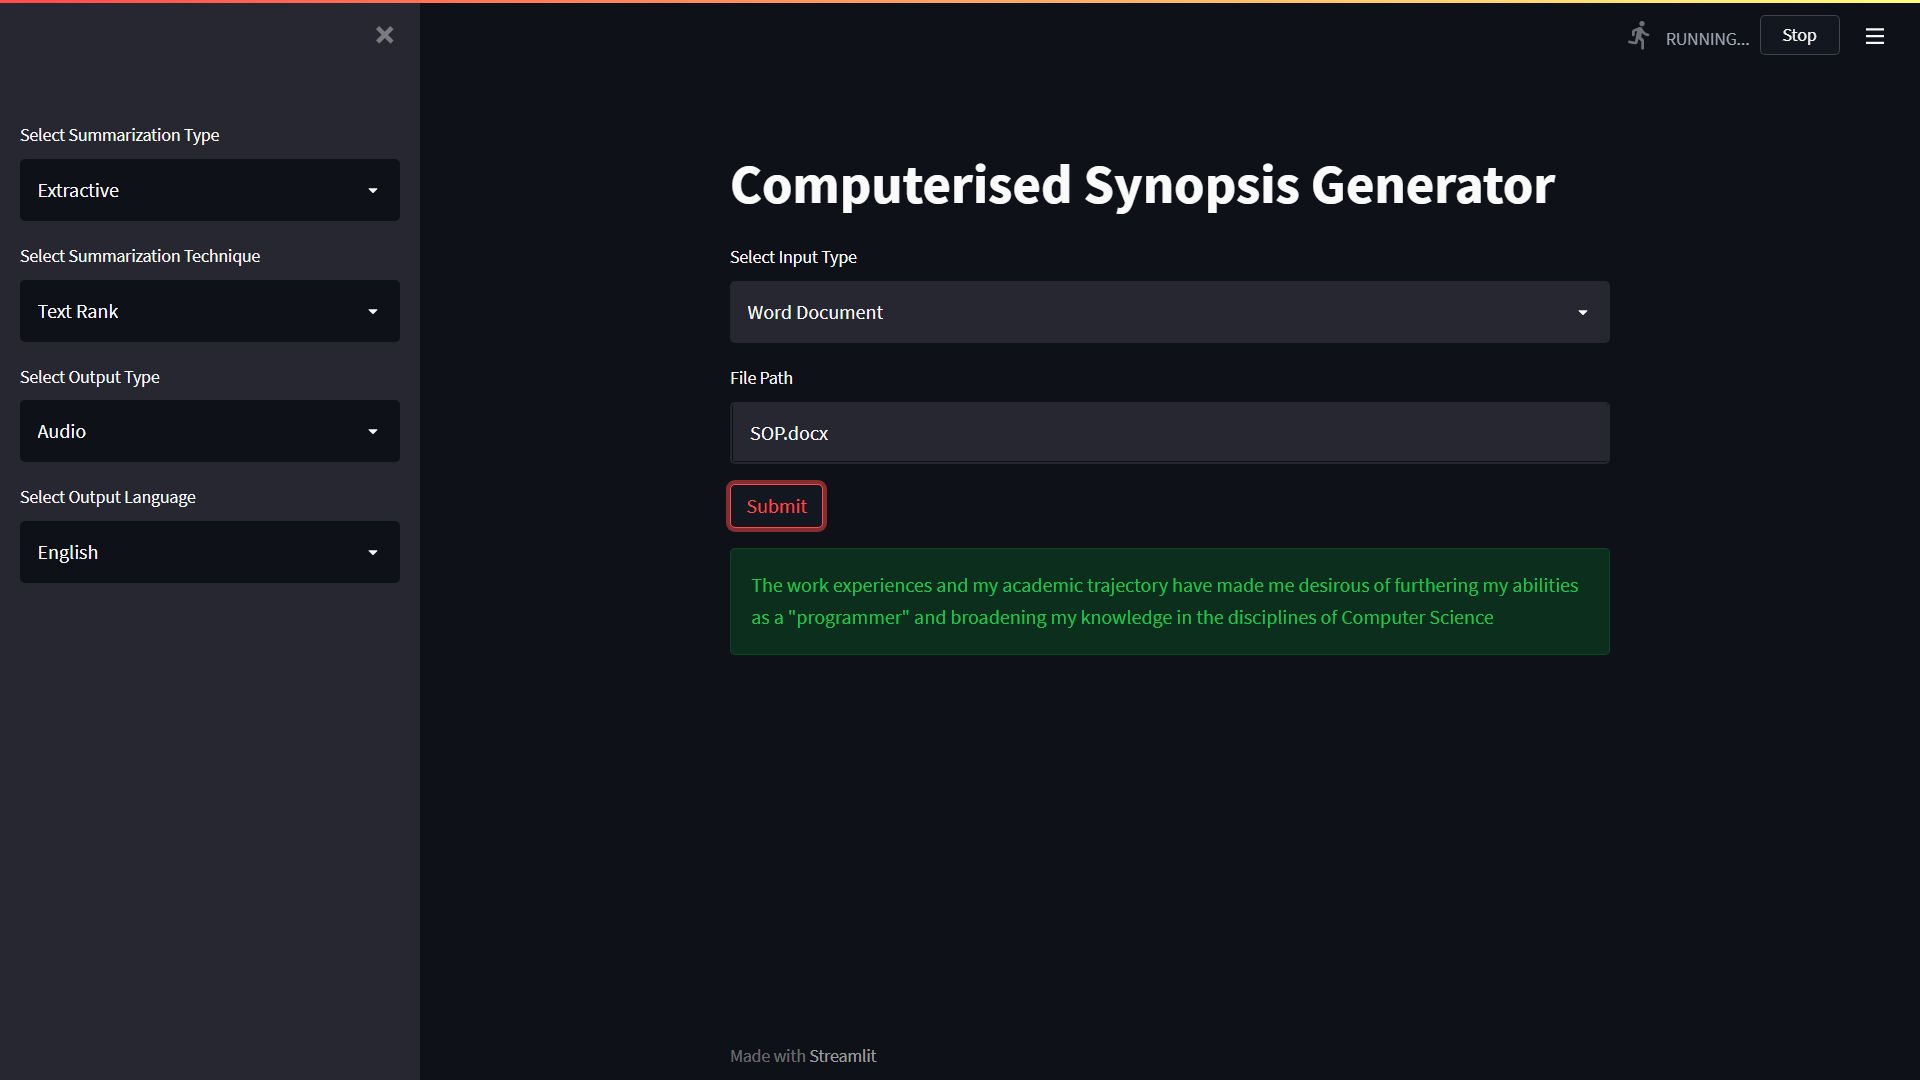 RUNNING...
Stop
Select Summarization Type
Extractive
Select Summarization Technique
Text Rank
Select Output Type
Audio
Select Output Language
English
Computerised Synopsis Generator
Select Input Type
Word Document
File Path
SOP.docx
Submit
The work experiences and my academic trajectory have made me desirous of furthering my abilities
as a "programmer" and broadening my knowledge in the disciplines of Computer Science
Made with Streamlit